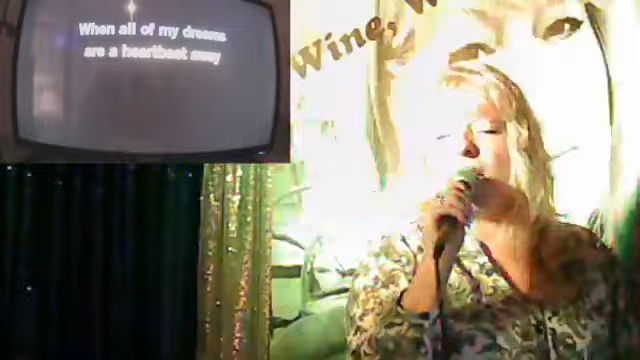 When all of my dreams
are a heartbeat away
Wine, W